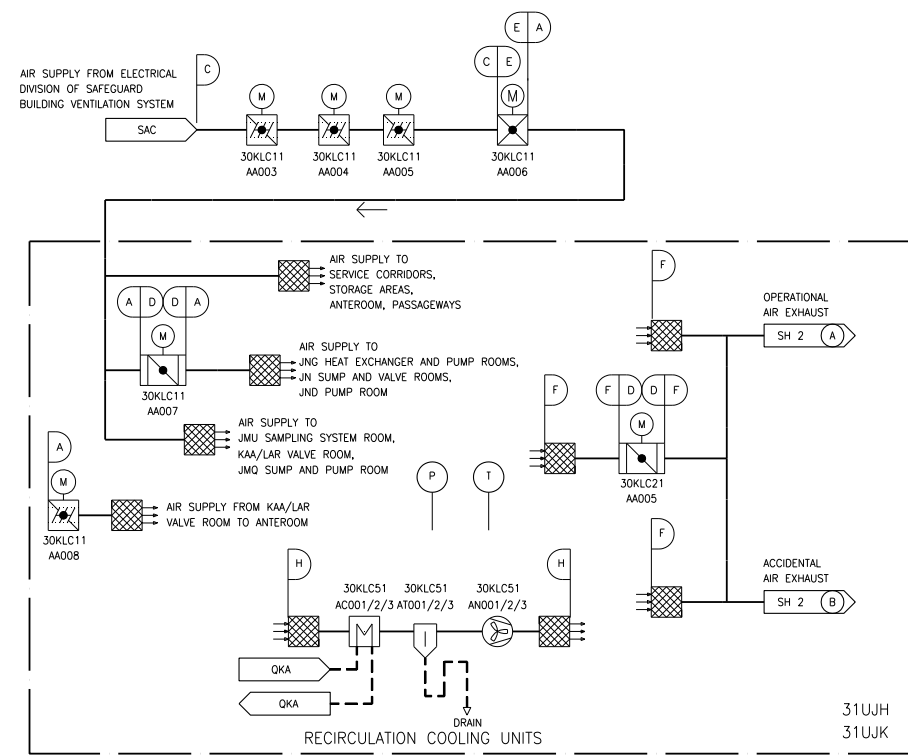 E A
C
C E
AIR SUPPLY FROM ELECTRICAL
DIVISION OF SAFEGUARD
BUILDING VENTILATION SYSTEM
M M M M
SAC
30KLC11
AA003
30KLC11
AA004
30KLC11
AA005
30KLC11
AA006
AIR SUPPLY TO
SERVICE CORRIDORS,
STORAGE AREAS,
ANTEROOM, PASSAGEWAYS
F
OPERATIONAL
AIR EXHAUST
SH 2 A
A D D A
M
30KLC11
AA007
AIR SUPPLY TO
JNG HEAT EXCHANGER AND PUMP ROOMS,
JN SUMP AND VALVE ROOMS,
JND PUMP ROOM
F
F D D F
M
30KLC21
AA005
AIR SUPPLY TO
JMU SAMPLING SYSTEM ROOM,
KAA/LAR VALVE ROOM,
JMQ SUMP AND PUMP ROOM
A
M
30KLC11
AA008
AIR SUPPLY FROM KAA/LAR
VALVE ROOM TO ANTEROOM
P T
F
ACCIDENTAL
AIR EXHAUST
SH 2 B
H
30KLC51
AC001/2/3
30KLC51
AT001/2/3
30KLC51
AN001/2/3
H
QKA
QKA
DRAIN
RECIRCULATION COOLING UNITS
31UJH
31UJK